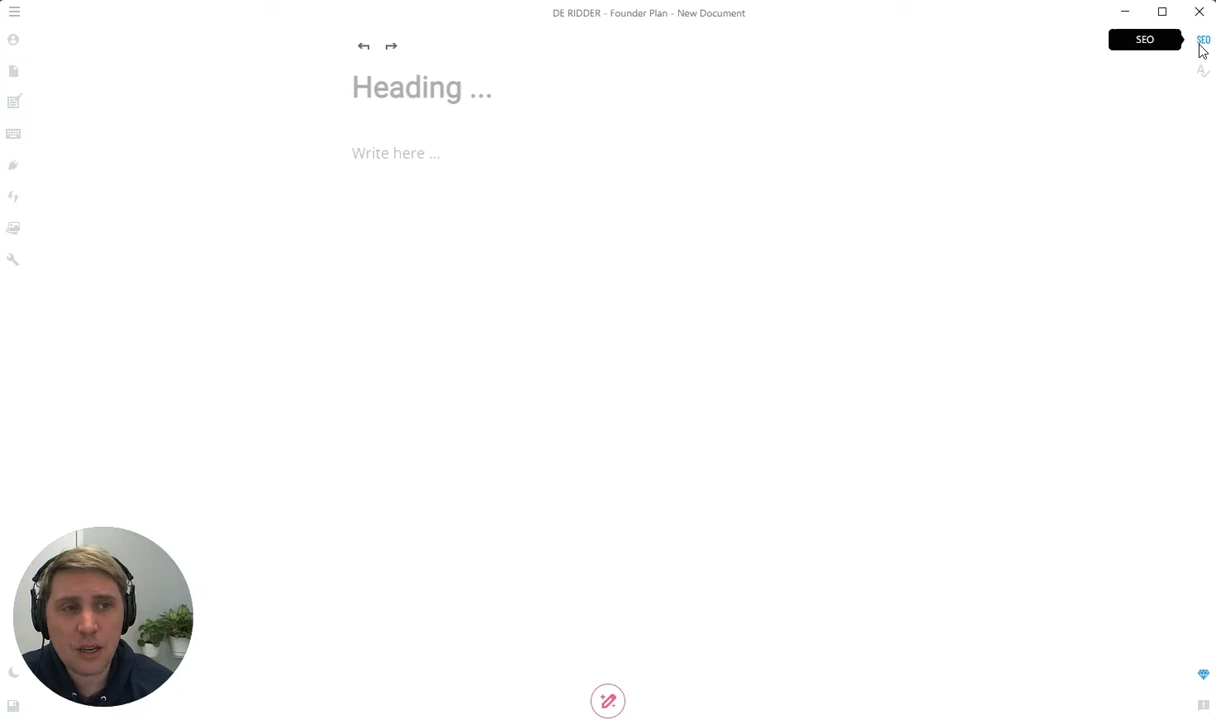 DE RIDDER - Founder Plan - New Document
SEO
SEO
Heading ...
Write here ...